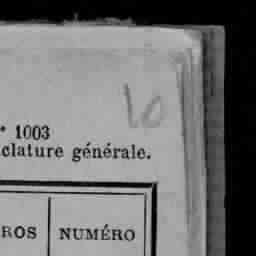 10
° 1003
clature générale.
ROS NUMÉRO